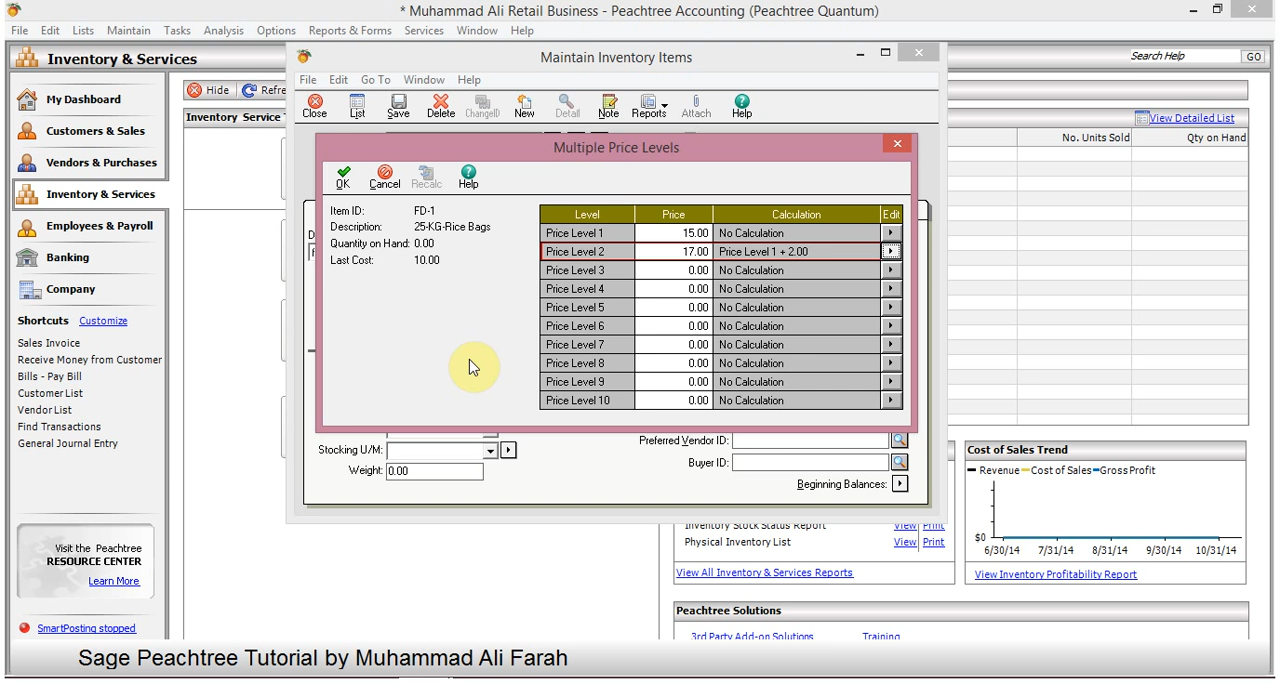 * Muhammad Ali Retail Business - Peachtree Accounting (Peachtree Quantum)
File Edit Lists Maintain Tasks Analysis Options Reports & Forms Services Window Help
Inventory & Services
Search Help GO
My Dashboard
Customers & Sales
Vendors & Purchases
Inventory & Services
Employees & Payroll
Banking
Company
Shortcuts Customize
Sales Invoice
Receive Money from Customer
Bills - Pay Bill
Customer List
Vendor List
Find Transactions
General Journal Entry
Visit the Peachtree
RESOURCE CENTER
Learn More
SmartPosting stopped
Hide Refre
Inventory Service
View Detailed List
No. Units Sold Qty on Hand
Maintain Inventory Items
File Edit Go To Window Help
Close List Save Delete Change ID New Detail Note Reports Attach Help
Multiple Price Levels
OK Cancel Recalc Help
Item ID: FD-1
Description: 25-KG-Rice Bags
Quantity on Hand: 0.00
Last Cost: 10.00
Level Price Calculation Edit
Price Level 1 15.00 No Calculation
Price Level 2 17.00 Price Level 1 + 2.00
Price Level 3 0.00 No Calculation
Price Level 4 0.00 No Calculation
Price Level 5 0.00 No Calculation
Price Level 6 0.00 No Calculation
Price Level 7 0.00 No Calculation
Price Level 8 0.00 No Calculation
Price Level 9 0.00 No Calculation
Price Level 10 0.00 No Calculation
Stocking U/M:
Weight: 0.00
Preferred Vendor ID:
Buyer ID:
Beginning Balances:
Inventory Stock Status Report View Print
Physical Inventory List View Print
View All Inventory & Services Reports
Cost of Sales Trend
Revenue Cost of Sales Gross Profit
$0
6/30/14 7/31/14 8/31/14 9/30/14 10/31/14
View Inventory Profitability Report
Peachtree Solutions
3rd Party Add-on Solutions Training
Sage Peachtree Tutorial by Muhammad Ali Farah